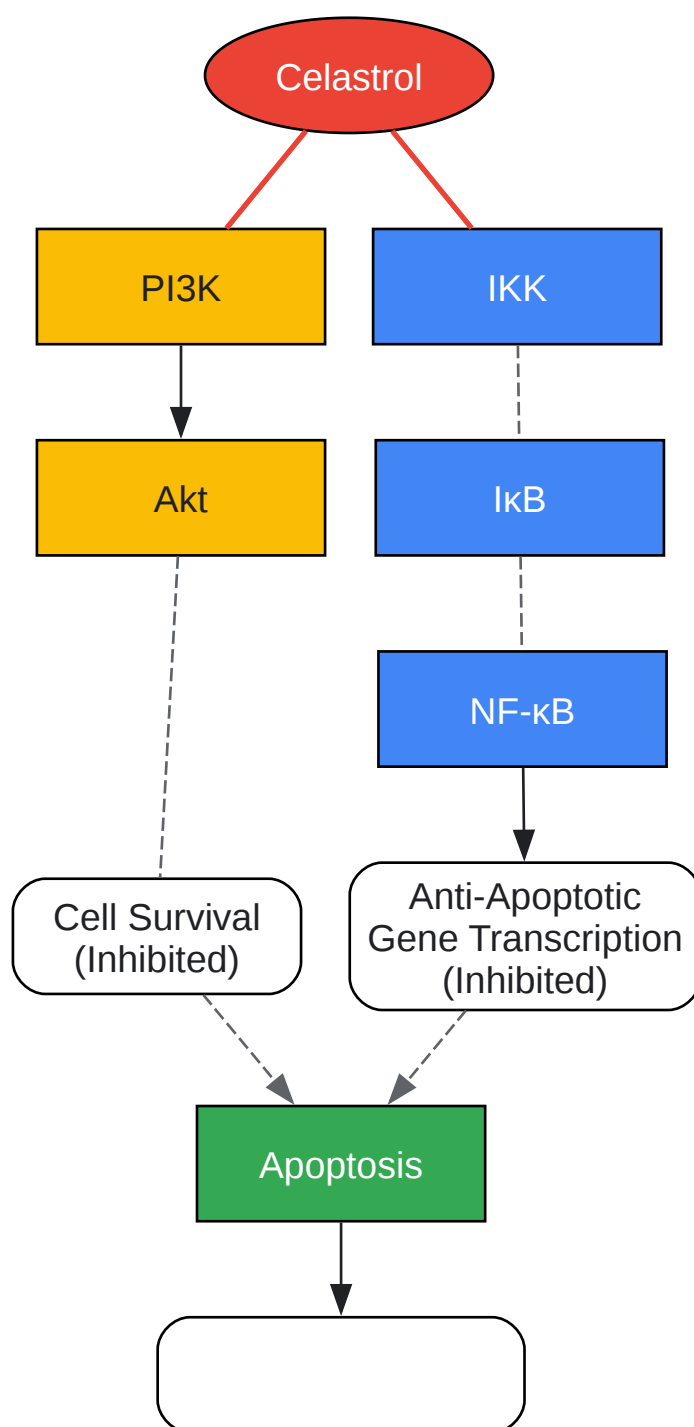 Celastrol
PI3K
IKK
Akt
IκB
NF-κB
Cell Survival
(Inhibited)
Anti-Apoptotic
Gene Transcription
(Inhibited)
Apoptosis